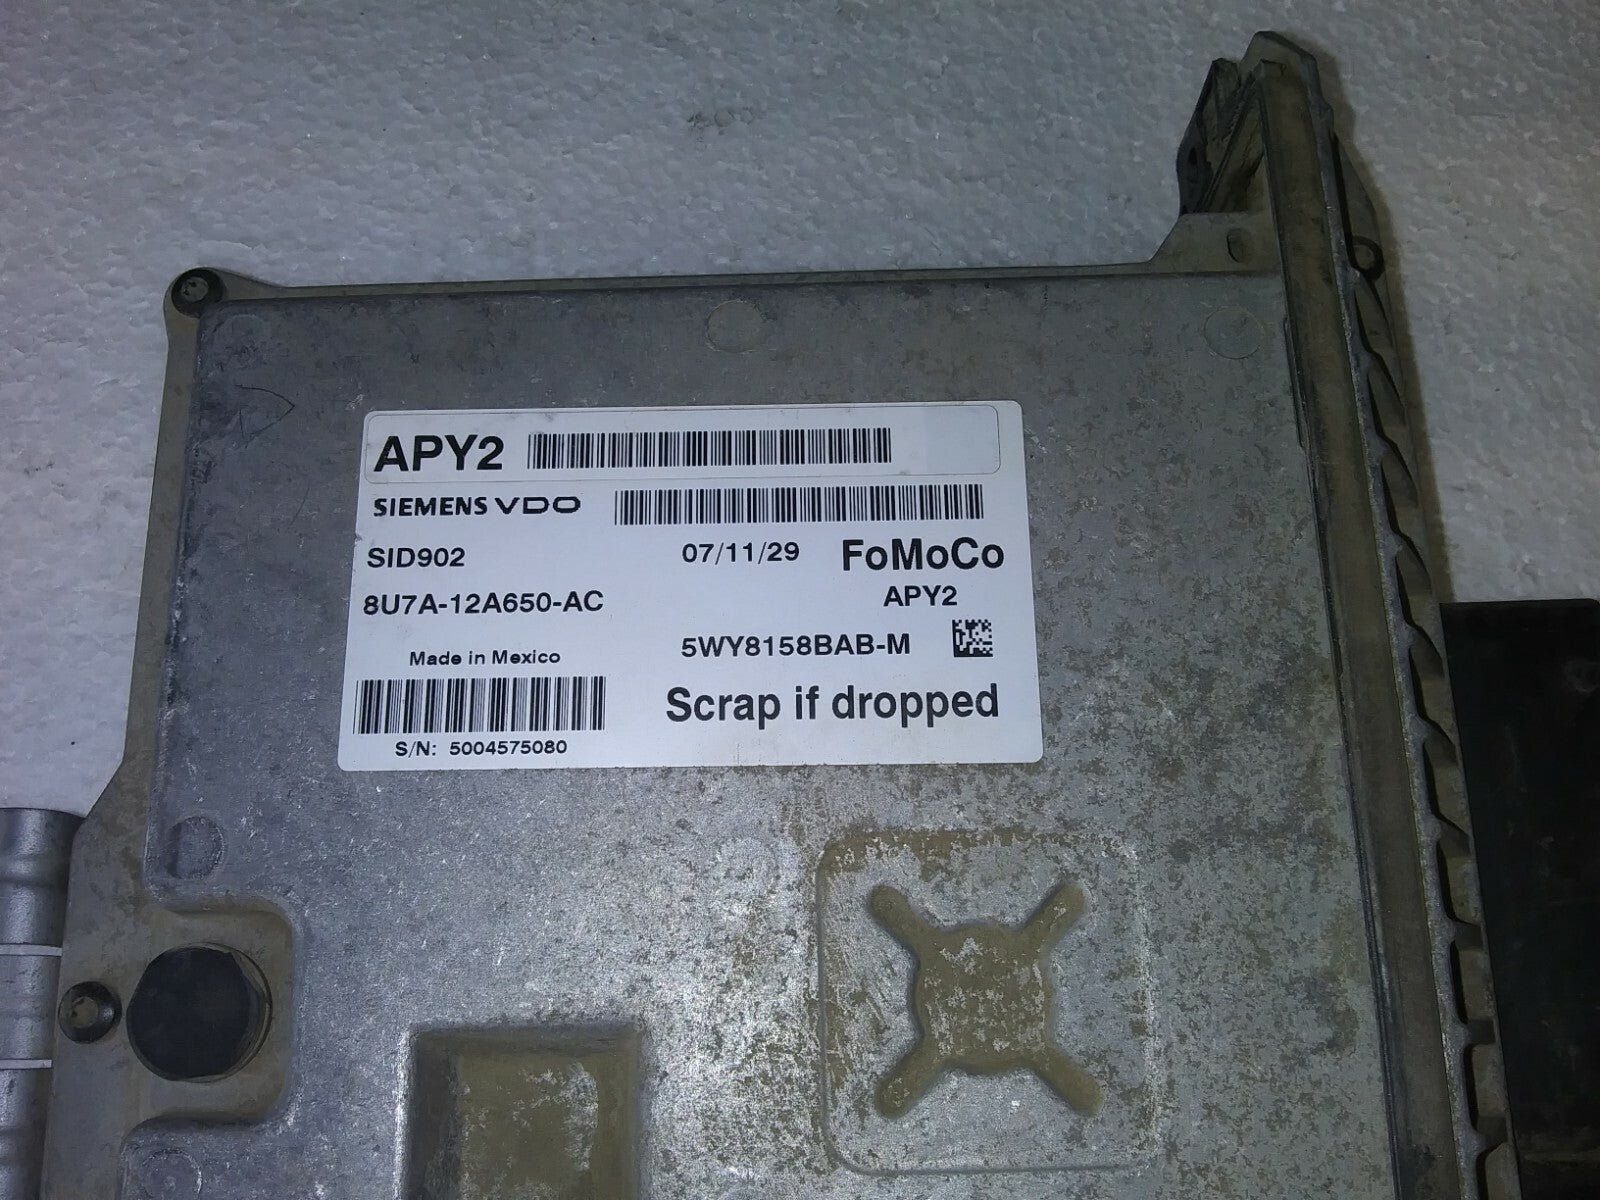 APY2
SIEMENS VDO
SID902 07/11/29 FoMoCo
8U7A-12A650-AC APY2
5WY8158BAB-M
Made in Mexico
Scrap if dropped
S/N: 5004575080